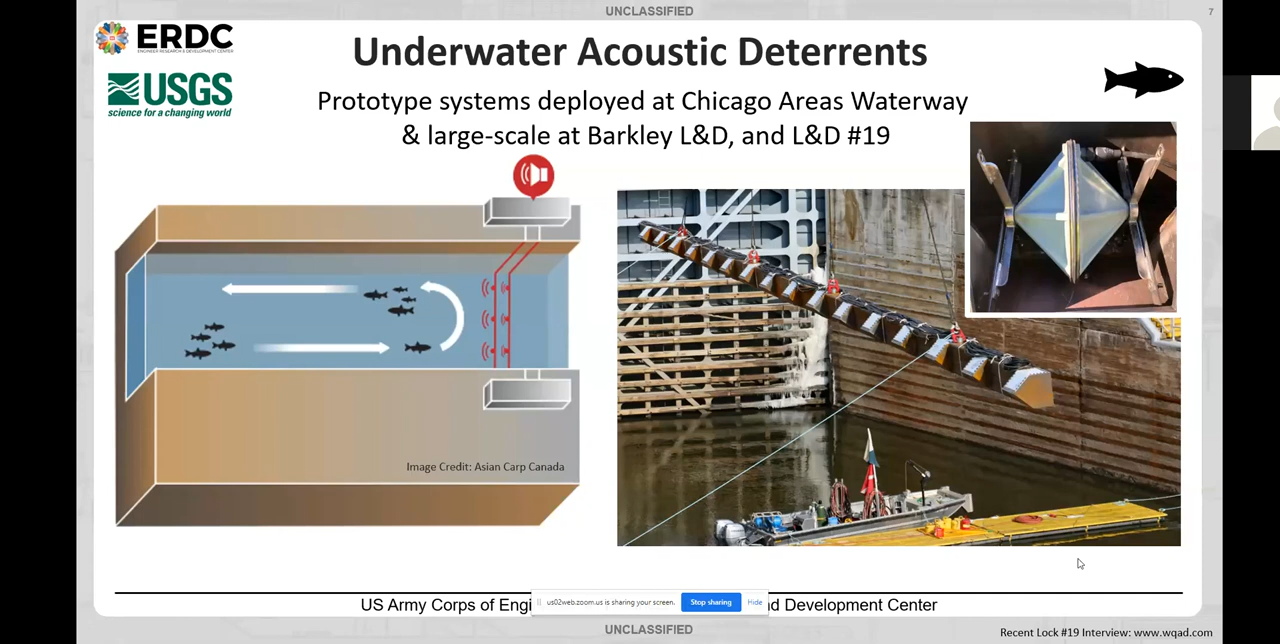 UNCLASSIFIED
7
ERDC
ENGINEER RESEARCH & DEVELOPMENT CENTER
USGS
science for a changing world
Underwater Acoustic Deterrents
Prototype systems deployed at Chicago Areas Waterway
& large-scale at Barkley L&D, and L&D #19
Image Credit: Asian Carp Canada
US Army Corps of Engi
us02web.zoom.us is sharing your screen.
Stop sharing
Hide
d Development Center
UNCLASSIFIED
Recent Lock #19 Interview: www.wqad.com